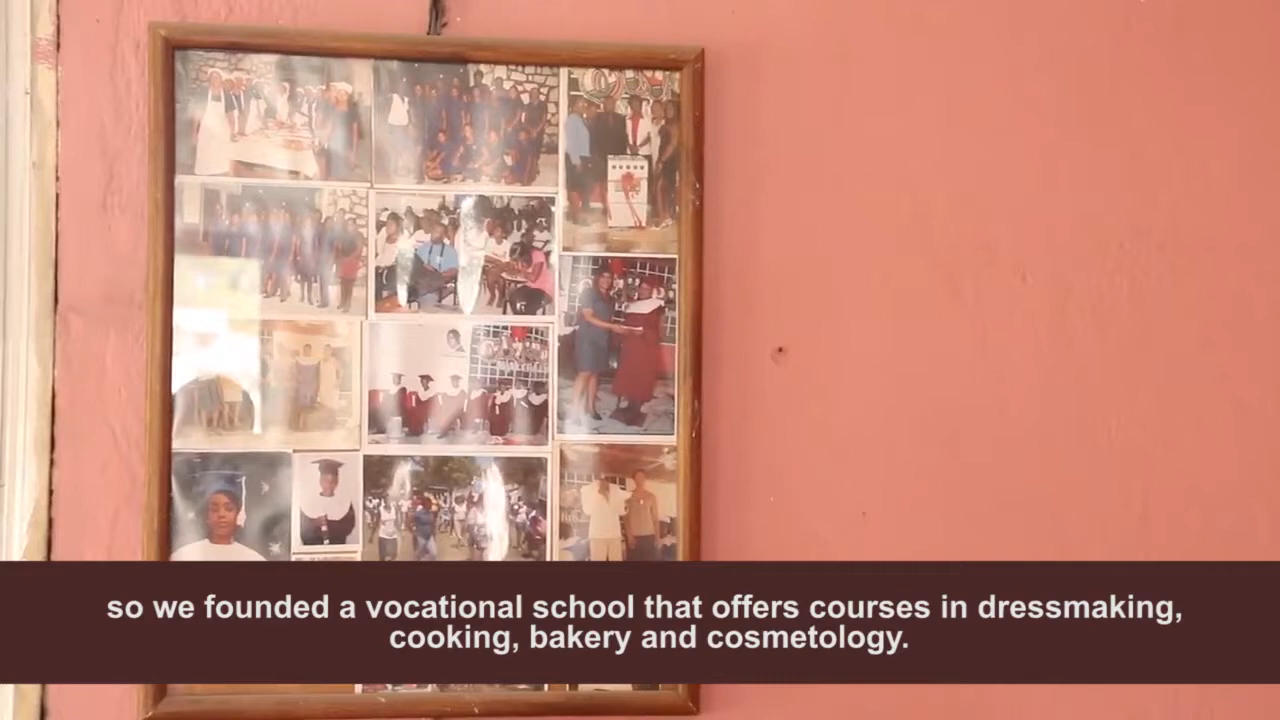 so we founded a vocational school that offers courses in dressmaking,
cooking, bakery and cosmetology.